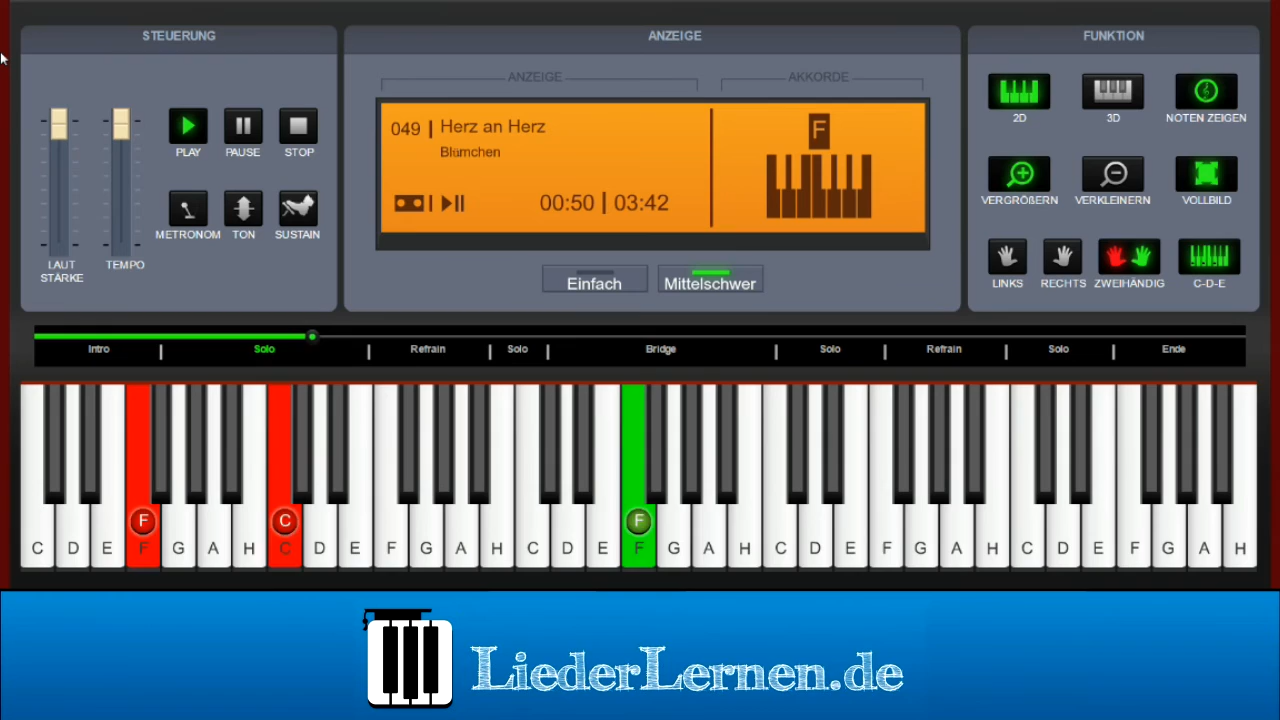 STEUERUNG
ANZEIGE
FUNKTION
ANZEIGE
AKKORDE
049 | Herz an Herz
Blümchen
F
00:50 | 03:42
PLAY
PAUSE
STOP
METRONOM
TON
SUSTAIN
LAUT
STÄRKE
TEMPO
Einfach
Mittelschwer
2D
3D
NOTEN ZEIGEN
VERGRÖßERN
VERKLEINERN
VOLLBILD
LINKS
RECHTS
ZWEIHÄNDIG
C-D-E
Intro | Solo | Refrain | Solo | Bridge | Solo | Refrain | Solo | Ende
F C F
C D E F G A H C D E F G A H C D E F G A H C D E F G A H C D E F G A H
LiederLernen.de